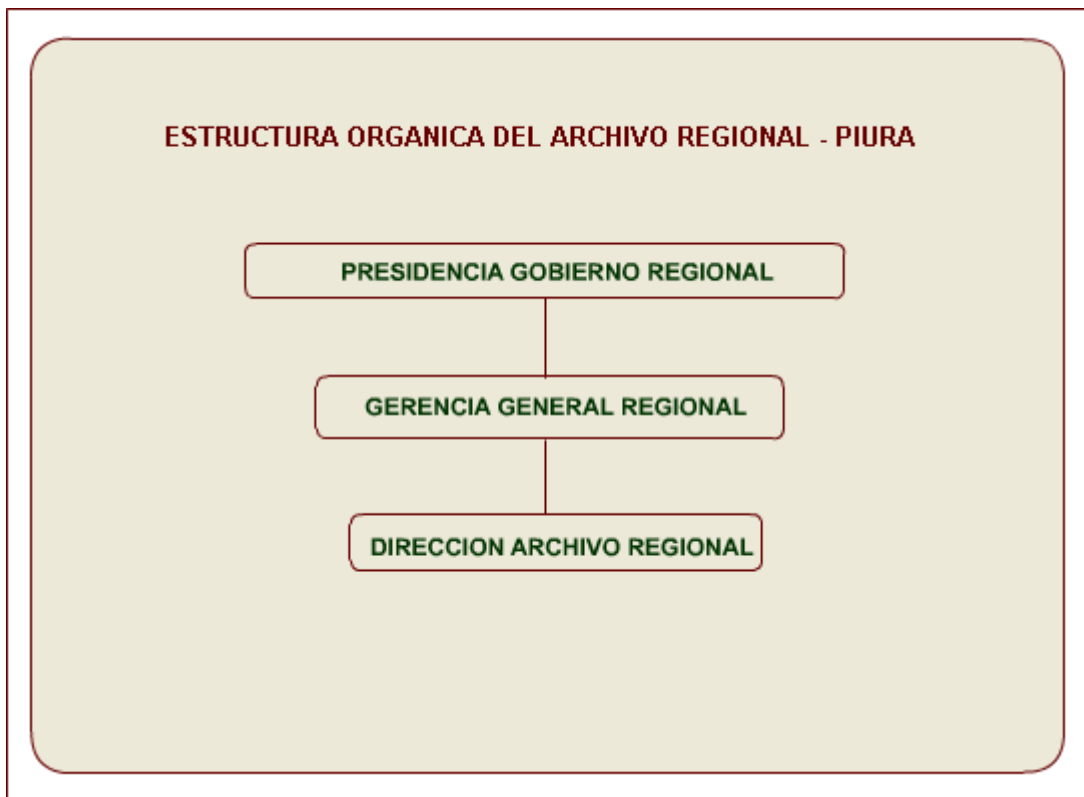 ESTRUCTURA ORGANICA DEL ARCHIVO REGIONAL - PIURA
PRESIDENCIA GOBIERNO REGIONAL
GERENCIA GENERAL REGIONAL
DIRECCION ARCHIVO REGIONAL